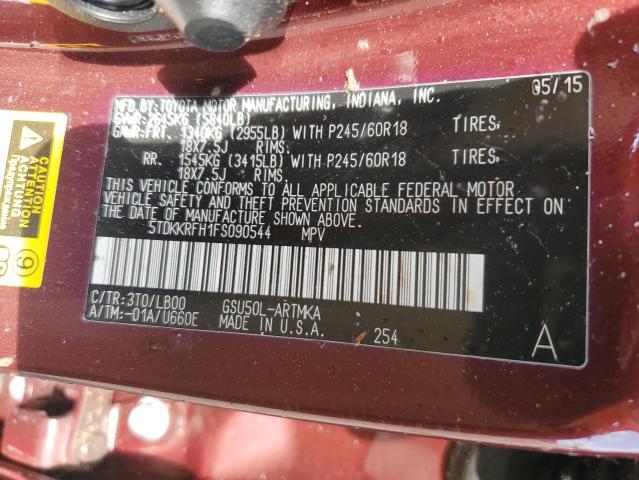 MFD. BY:TOYOTA MOTOR MANUFACTURING, INDIANA, INC. 05/15
GVWR:2645KG (5840LB)
GAWR:FRT. 1340KG (2955LB) WITH P245/60R18 TIRES,
18X7.5J RIMS.
RR. 1545KG (3415LB) WITH P245/60R18 TIRES,
18X7.5J RIMS.
THIS VEHICLE CONFORMS TO ALL APPLICABLE FEDERAL MOTOR
VEHICLE SAFETY AND THEFT PREVENTION STANDARDS IN EFFECT
ON THE DATE OF MANUFACTURE SHOWN ABOVE.
5TDKKRFH1FS090544 MPV
C/TR:3T0/LB00 GSU50L-ARTMKA
A/TM:-01A/U660E MADE IN U.S.A. 254 A
CAUTION
ATTENTION